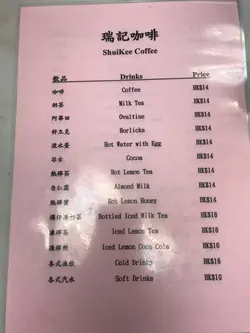 瑞記咖啡
ShuiKee Coffee
飲品 Drinks Price
咖啡 Coffee HK$14
奶茶 Milk Tea HK$14
阿華田 Ovaltine HK$14
好立克 Horlicks HK$14
滾水蛋 Hot Water with Egg HK$14
谷古 Cocoa HK$14
熱檸茶 Hot Lemon Tea HK$14
杏仁霜 Almond Milk HK$14
熱檸蜜 Hot Lemon Honey HK$14
樽仔凍奶茶 Bottled Iced Milk Tea HK$16
凍檸茶 Iced Lemon Tea HK$16
凍檸樂 Iced Lemon Coca Cola HK$16
各式凍飲 Cold Drinks HK$16
各式汽水 Soft Drinks HK$10